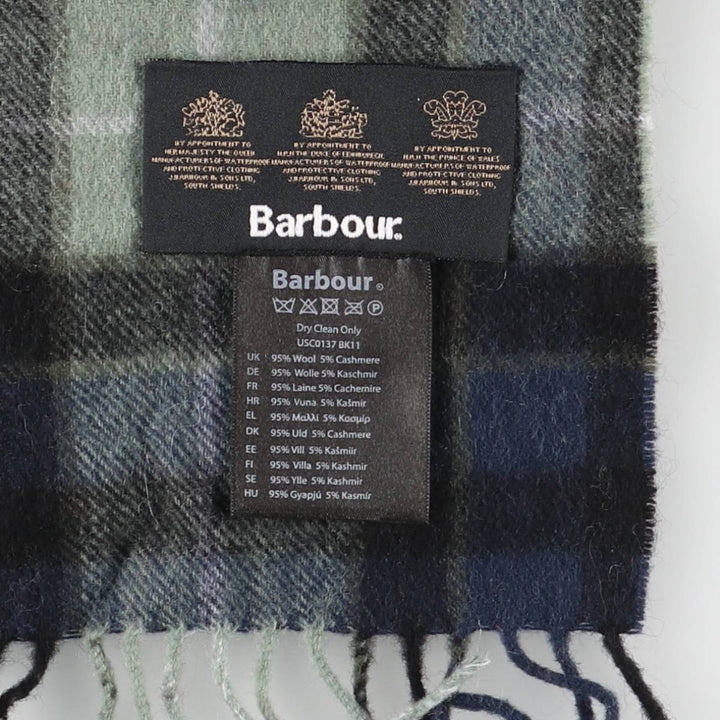 BY APPOINTMENT TO
HER MAJESTY THE QUEEN
MANUFACTURERS OF WATERPROOF
AND PROTECTIVE CLOTHING
J.BARBOUR & SONS LTD,
SOUTH SHIELDS.
BY APPOINTMENT TO
H.R.H THE DUKE OF EDINBURGH,
MANUFACTURERS OF WATERPROOF
AND PROTECTIVE CLOTHING
J.BARBOUR & SONS LTD,
SOUTH SHIELDS.
BY APPOINTMENT TO
H.R.H THE PRINCE OF WALES
MANUFACTURERS OF WATERPROOF
AND PROTECTIVE CLOTHING
J.BARBOUR & SONS LTD,
SOUTH SHIELDS.
Barbour®
Barbour®
P
Dry Clean Only
USC0137 BK11
UK 95% Wool 5% Cashmere
DE 95% Wolle 5% Kaschmir
FR 95% Laine 5% Cachemire
HR 95% Vuna 5% Kašmir
EL 95% Μαλλί 5% Κασμίρ
DK 95% Uld 5% Cashmere
EE 95% Vill 5% Kašmiir
FI 95% Villa 5% Kashmir
SE 95% Ylle 5% Kashmir
HU 95% Gyapjú 5% Kasmír